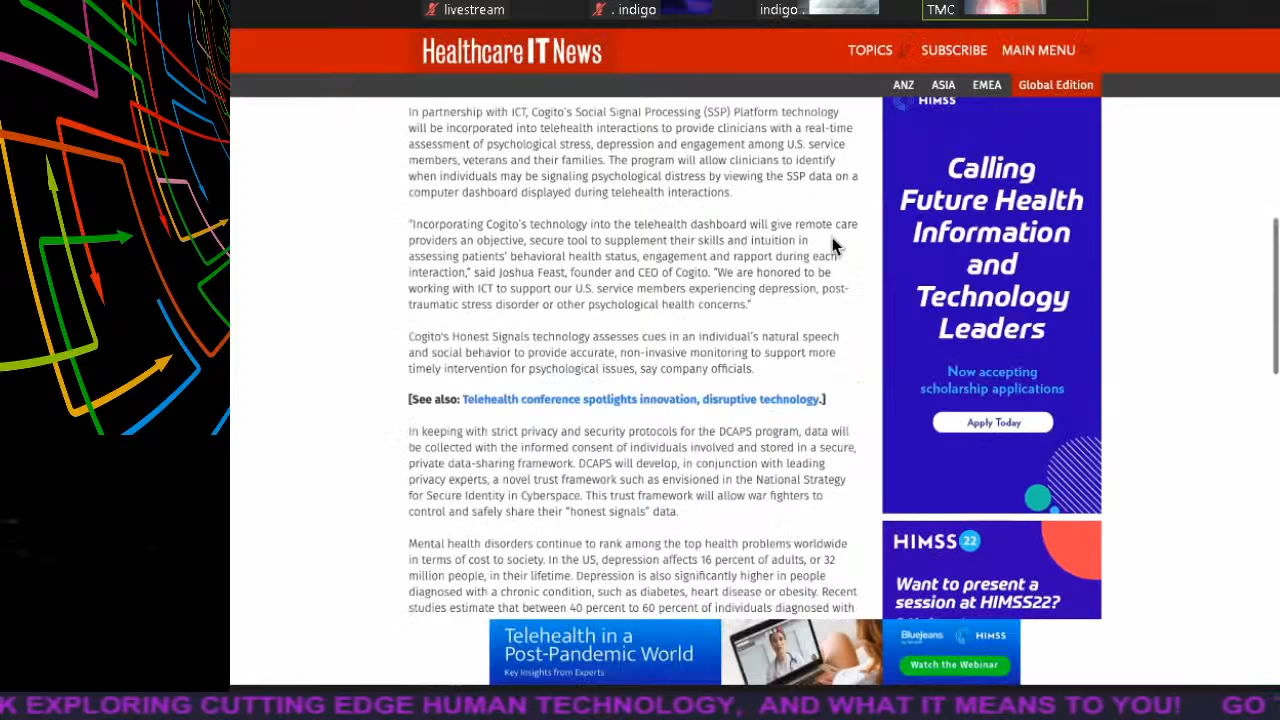 livestream
. indigo
indigo .
TMC
Healthcare IT News
TOPICS
SUBSCRIBE
MAIN MENU
ANZ
ASIA
EMEA
Global Edition
In partnership with ICT, Cogito's Social Signal Processing (SSP) Platform technology
will be incorporated into telehealth interactions to provide clinicians with a real-time
assessment of psychological stress, depression and engagement among U.S. service
members, veterans and their families. The program will allow clinicians to identify
when individuals may be signaling psychological distress by viewing the SSP data on a
computer dashboard displayed during telehealth interactions.
"Incorporating Cogito's technology into the telehealth dashboard will give remote care
providers an objective, secure tool to supplement their skills and intuition in
assessing patients' behavioral health status, engagement and rapport during each
interaction," said Joshua Feast, founder and CEO of Cogito. "We are honored to be
working with ICT to support our U.S. service members experiencing depression, post-
traumatic stress disorder or other psychological health concerns."
Cogito's Honest Signals technology assesses cues in an individual's natural speech
and social behavior to provide accurate, non-invasive monitoring to support more
timely intervention for psychological issues, say company officials.
[See also: Telehealth conference spotlights innovation, disruptive technology.]
In keeping with strict privacy and security protocols for the DCAPS program, data will
be collected with the informed consent of individuals involved and stored in a secure,
private data-sharing framework. DCAPS will develop, in conjunction with leading
privacy experts, a novel trust framework such as envisioned in the National Strategy
for Secure Identity in Cyberspace. This trust framework will allow war fighters to
control and safely share their "honest signals" data.
Mental health disorders continue to rank among the top health problems worldwide
in terms of cost to society. In the US, depression affects 16 percent of adults, or 32
million people, in their lifetime. Depression is also significantly higher in people
diagnosed with a chronic condition, such as diabetes, heart disease or obesity. Recent
studies estimate that between 40 percent to 60 percent of individuals diagnosed with
HIMSS
Calling
Future Health
Information
and
Technology
Leaders
Now accepting
scholarship applications
Apply Today
HIMSS 22
Want to present a
session at HIMSS22?
Telehealth in a
Post-Pandemic World
Key Insights from Experts
BlueJeans
HIMSS
Watch the Webinar
K EXPLORING CUTTING EDGE HUMAN TECHNOLOGY, AND WHAT IT MEANS TO YOU! GO